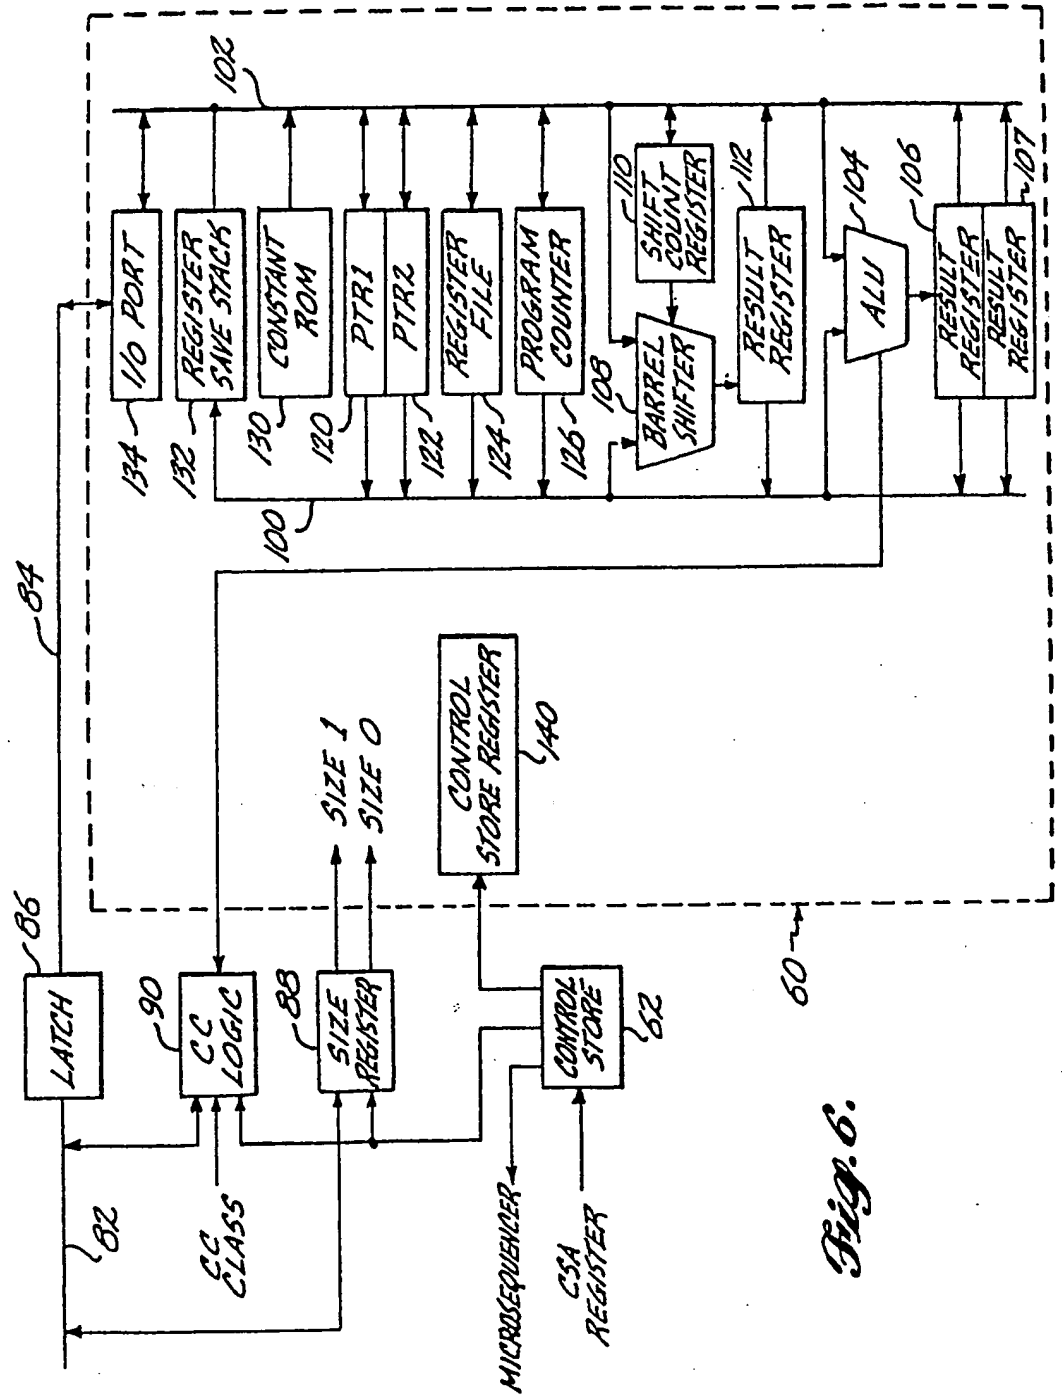 84
86
LATCH
82
134
I/O PORT
132
REGISTER
SAVE STACK
102
130
CONSTANT
ROM
120
PTR1
122
PTR2
124
REGISTER
FILE
126
PROGRAM
COUNTER
100
108
BARREL
SHIFTER
110
SHIFT
COUNT
REGISTER
112
RESULT
REGISTER
104
ALU
106
RESULT
REGISTER
RESULT
REGISTER
107
90
CC
LOGIC
CC
CLASS
88
SIZE
REGISTER
SIZE 1
SIZE 0
CONTROL
STORE REGISTER
140
CONTROL
STORE
62
MICROSEQUENCER
CSA
REGISTER
60
Fig. 6.